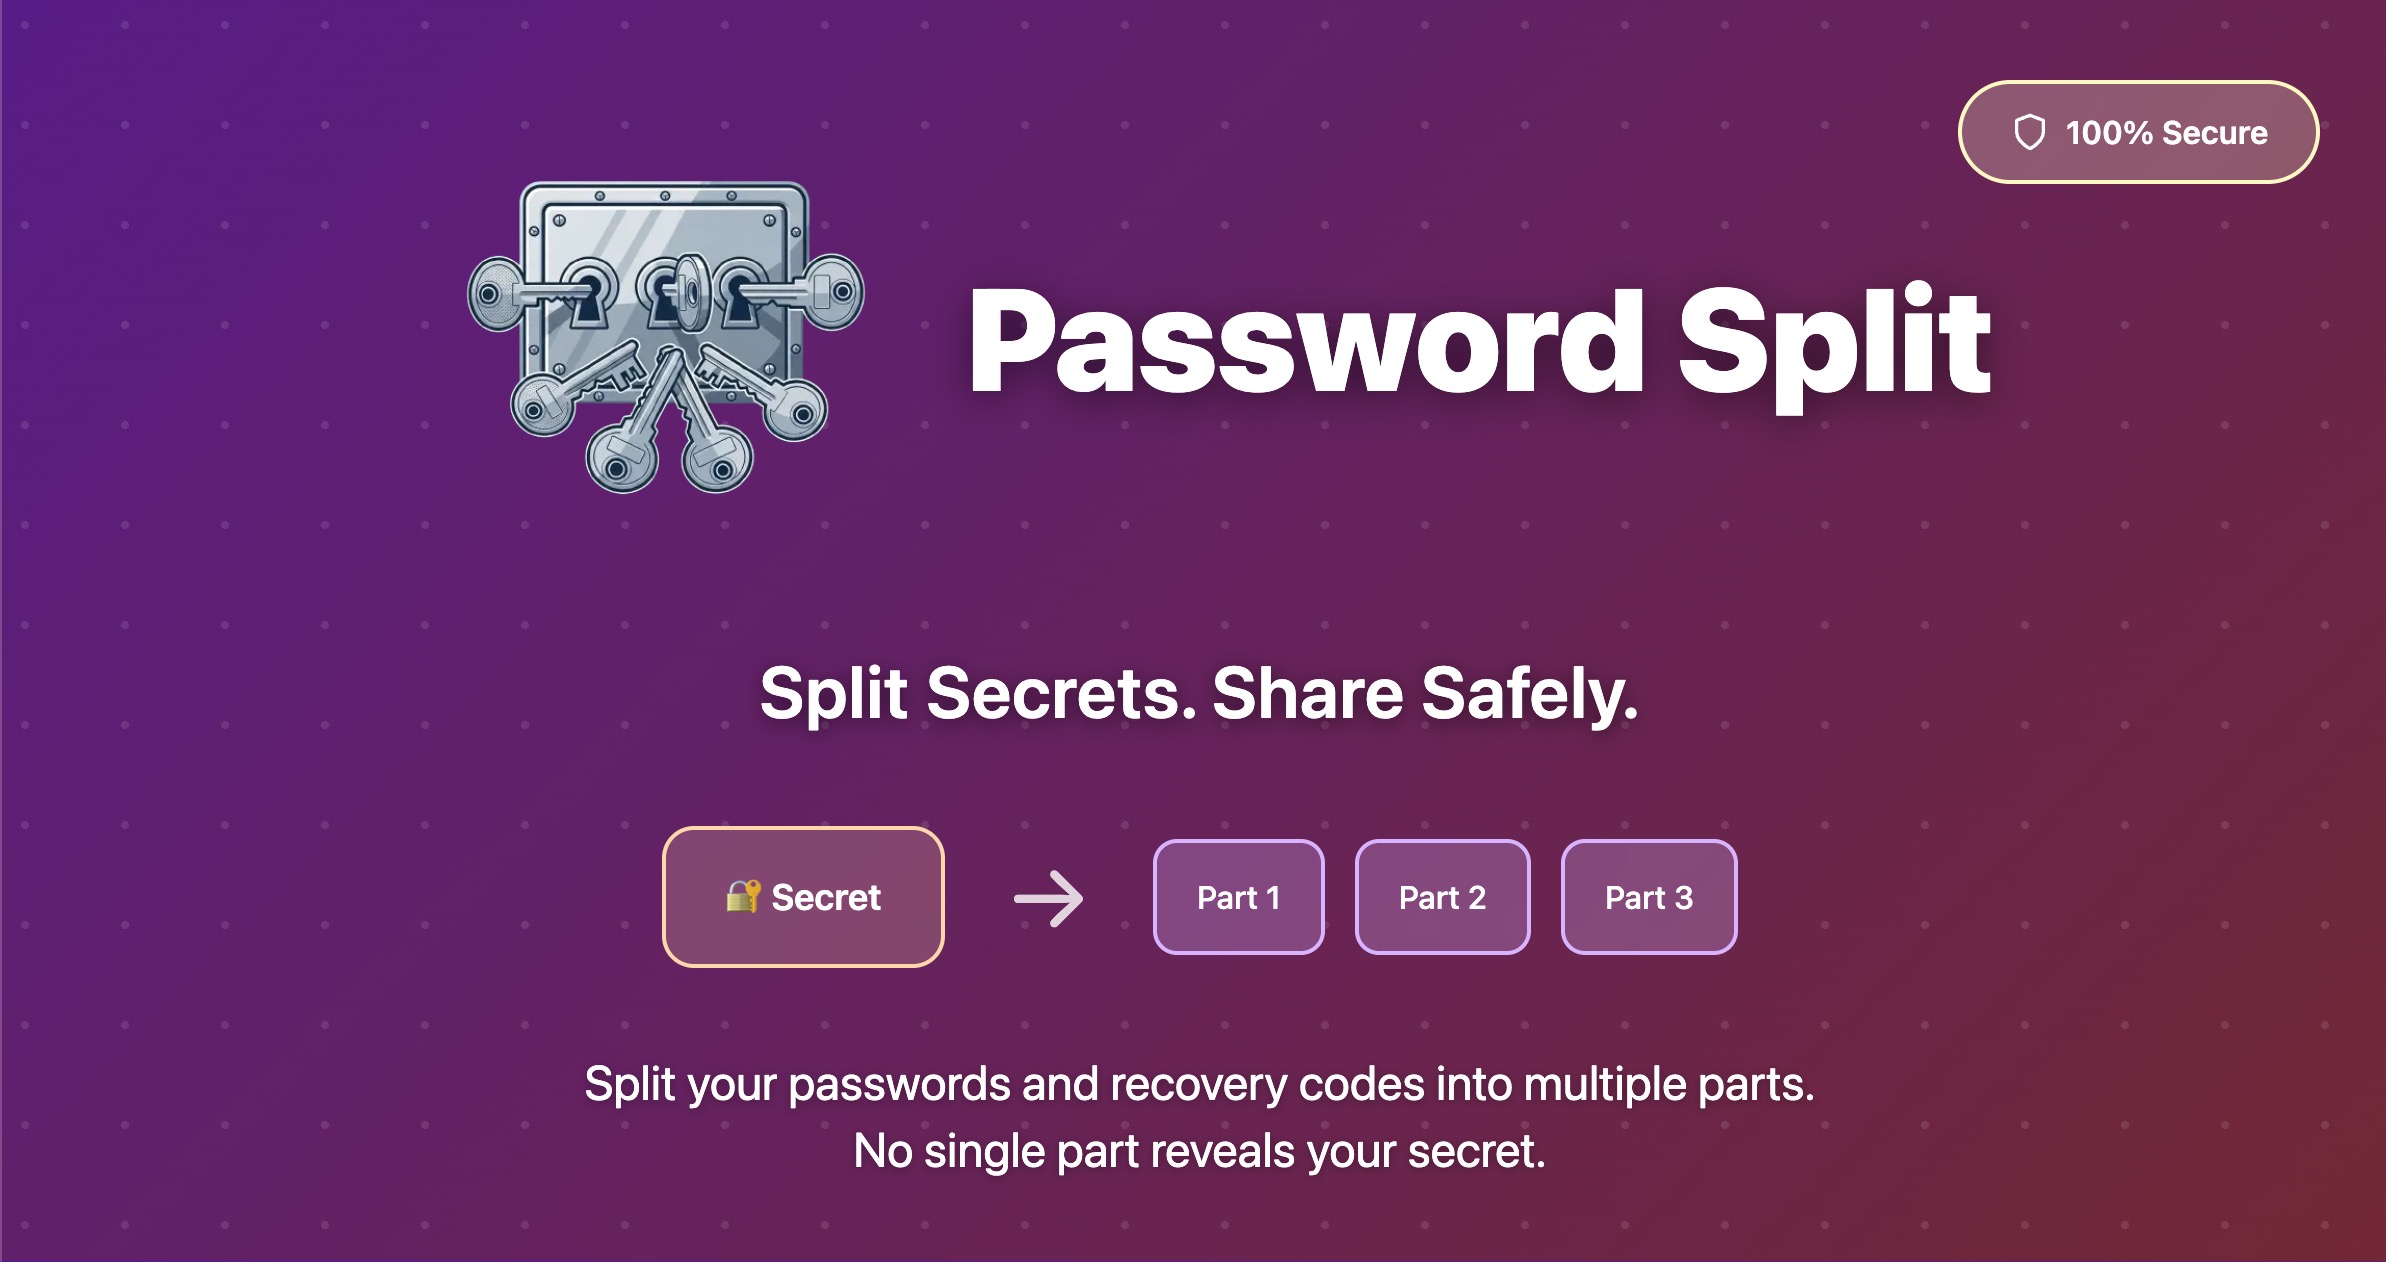 100% Secure
Password Split
Split Secrets. Share Safely.
🔐 Secret
Part 1
Part 2
Part 3
Split your passwords and recovery codes into multiple parts.
No single part reveals your secret.